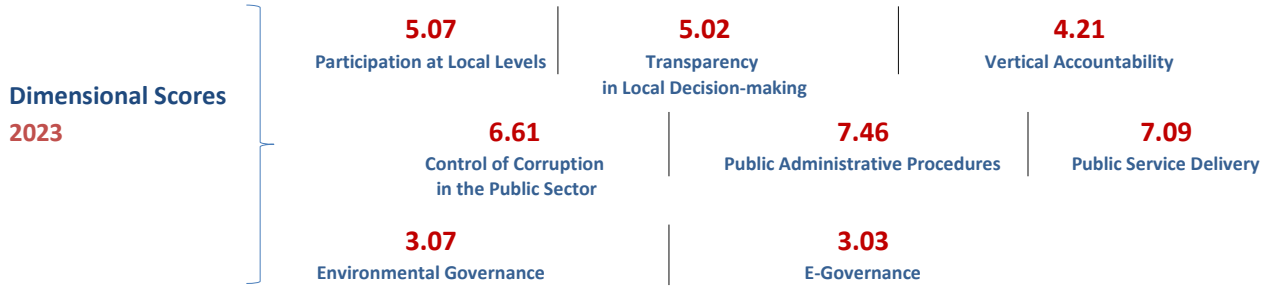 Dimensional Scores
2023
5.07
Participation at Local Levels
5.02
Transparency
in Local Decision-making
4.21
Vertical Accountability
6.61
Control of Corruption
in the Public Sector
7.46
Public Administrative Procedures
7.09
Public Service Delivery
3.07
Environmental Governance
3.03
E-Governance